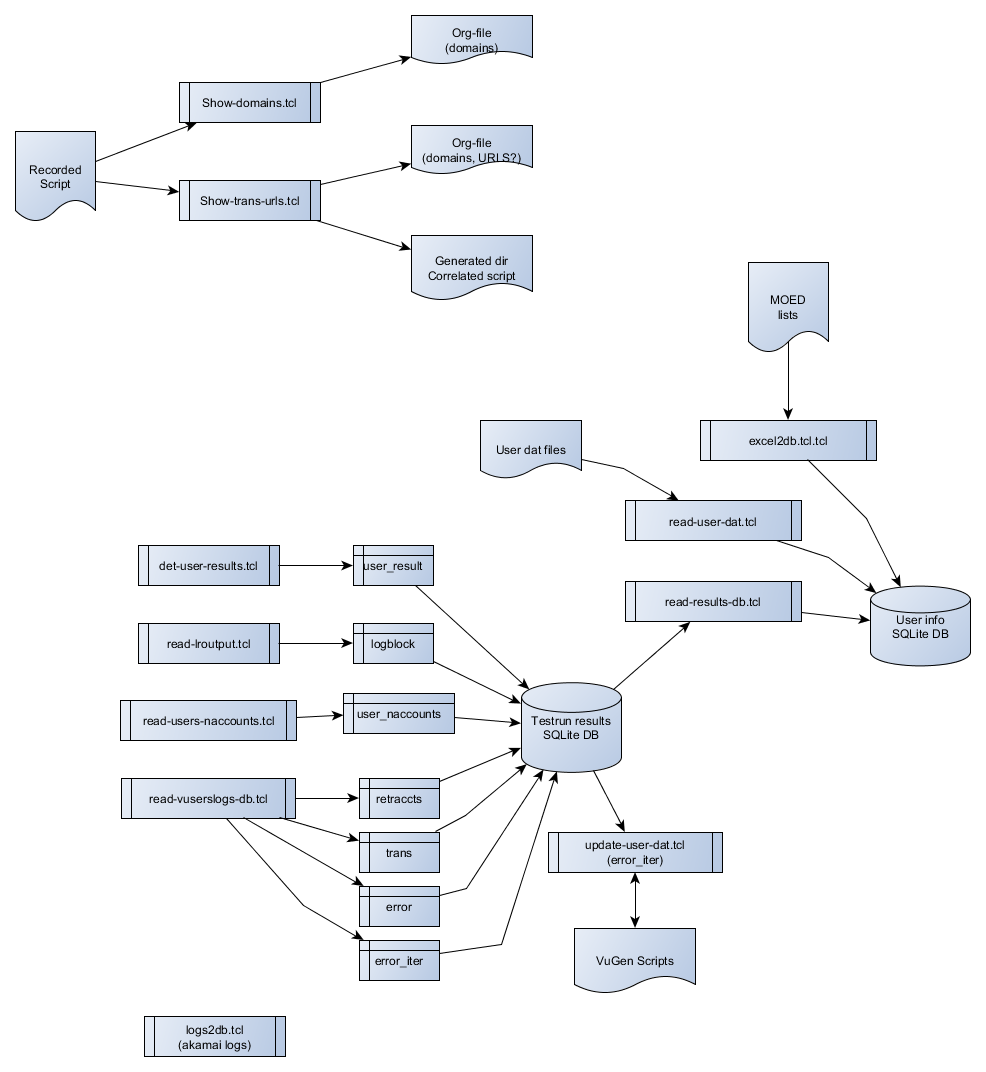 Org-file
(domains)
Show-domains.tcl
Recorded
Script
Org-file
(domains, URLS?)
Show-trans-urls.tcl
Generated dir
Correlated script
MOED
lists
excel2db.tcl.tcl
User dat files
read-user-dat.tcl
det-user-results.tcl
user_result
read-results-db.tcl
User info
SQLite DB
read-lroutput.tcl
logblock
read-users-naccounts.tcl
user_naccounts
Testrun results
SQLite DB
read-vuserslogs-db.tcl
retraccts
trans
update-user-dat.tcl
(error_iter)
error
error_iter
VuGen Scripts
logs2db.tcl
(akamai logs)